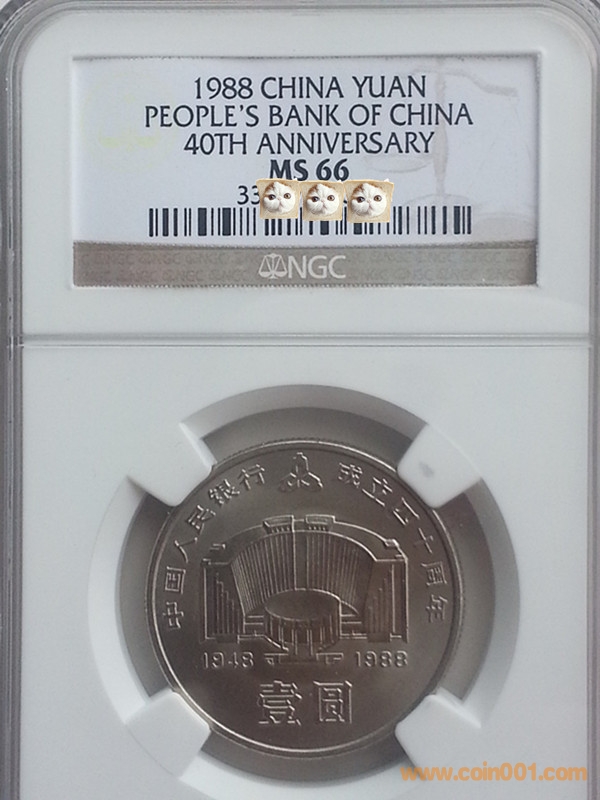 1988 CHINA YUAN
PEOPLE'S BANK OF CHINA
40TH ANNIVERSARY
MS 66
33
NGC
中国人民银行 成立四十周年
1948 1988
壹圆
www.coin001.com